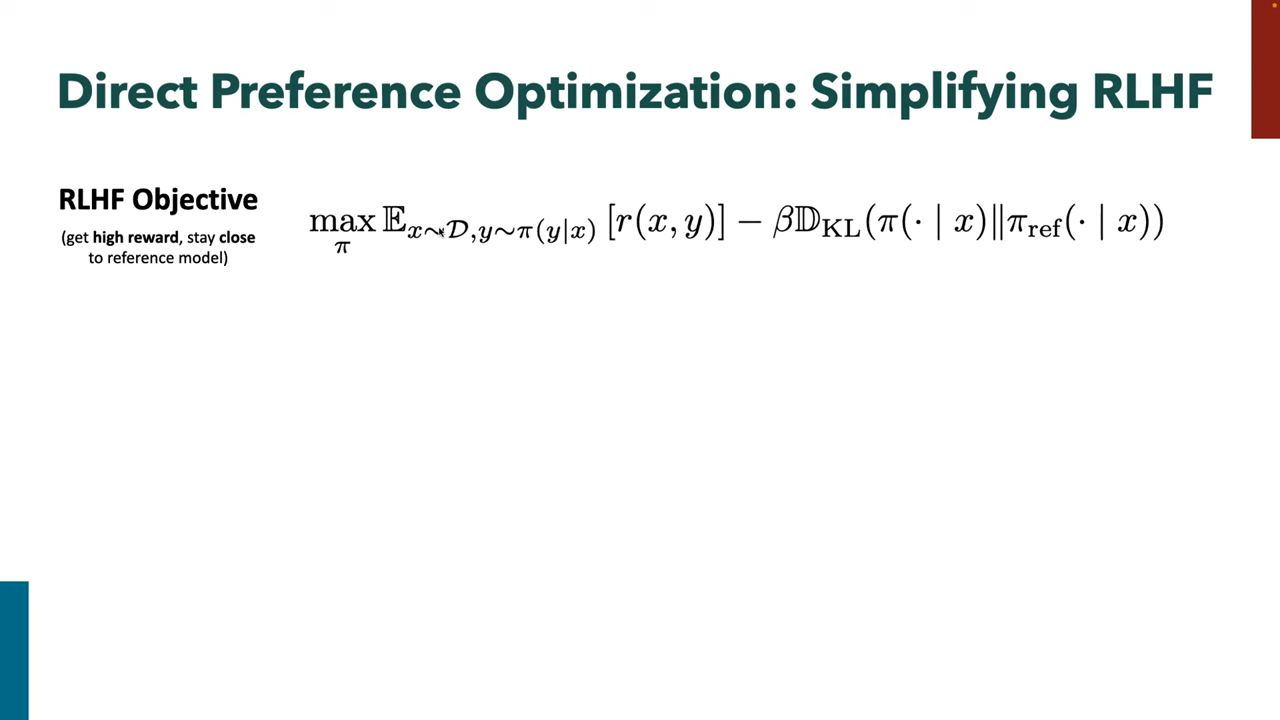 Direct Preference Optimization: Simplifying RLHF
RLHF Objective
(get high reward, stay close
to reference model)
max_π 𝔼_{x∼𝒟,y∼π(y|x)} [r(x, y)] − β𝔻_KL(π(· | x)‖π_ref(· | x))